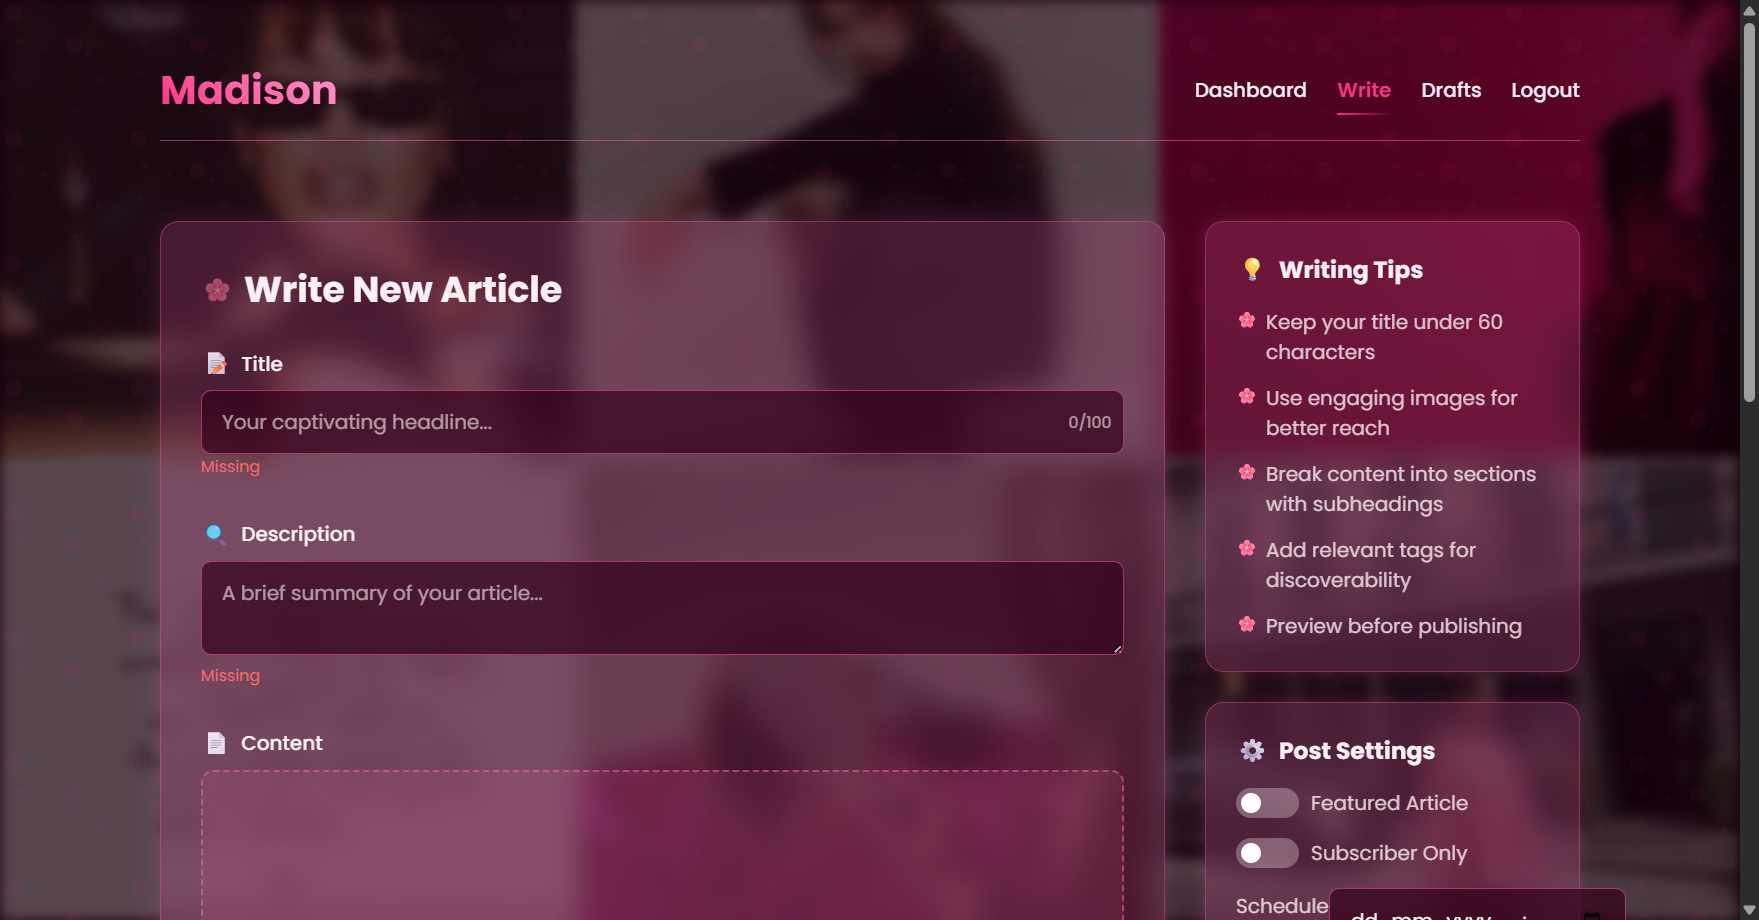 Madison
Dashboard Write Drafts Logout
Write New Article
Title
Your captivating headline...
0/100
Missing
Description
A brief summary of your article...
Missing
Content
Writing Tips
Keep your title under 60
characters
Use engaging images for
better reach
Break content into sections
with subheadings
Add relevant tags for
discoverability
Preview before publishing
Post Settings
Featured Article
Subscriber Only
Schedule